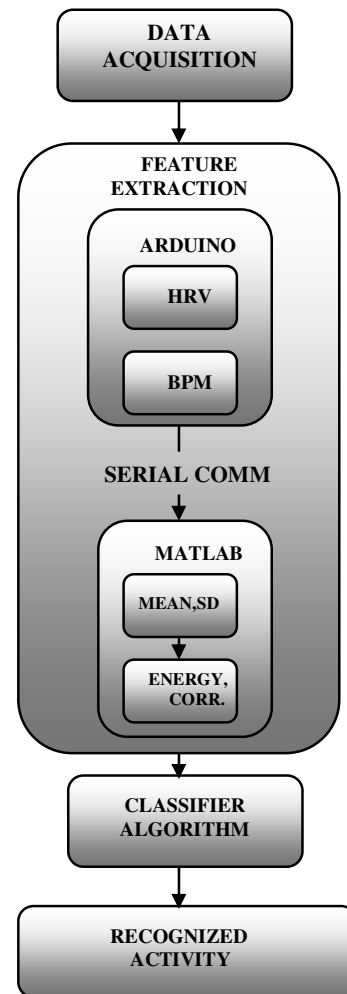 DATA
ACQUISITION
FEATURE
EXTRACTION
ARDUINO
HRV
BPM
SERIAL COMM
MATLAB
MEAN,SD
ENERGY,
CORR.
CLASSIFIER
ALGORITHM
RECOGNIZED
ACTIVITY